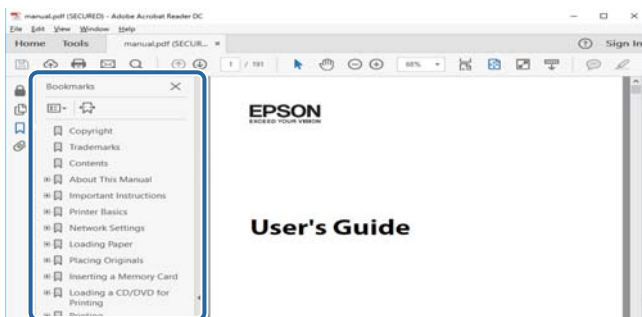 manual.pdf (SECURED) - Adobe Acrobat Reader DC
File Edit View Window Help
Home Tools manual.pdf (SECUR... × Sign In
1 / 191 68%
Bookmarks
EPSON
EXCEED YOUR VISION
Copyright
Trademarks
Contents
About This Manual
Important Instructions
Printer Basics
Network Settings
User's Guide
Loading Paper
Placing Originals
Inserting a Memory Card
Loading a CD/DVD for
Printing
Printing